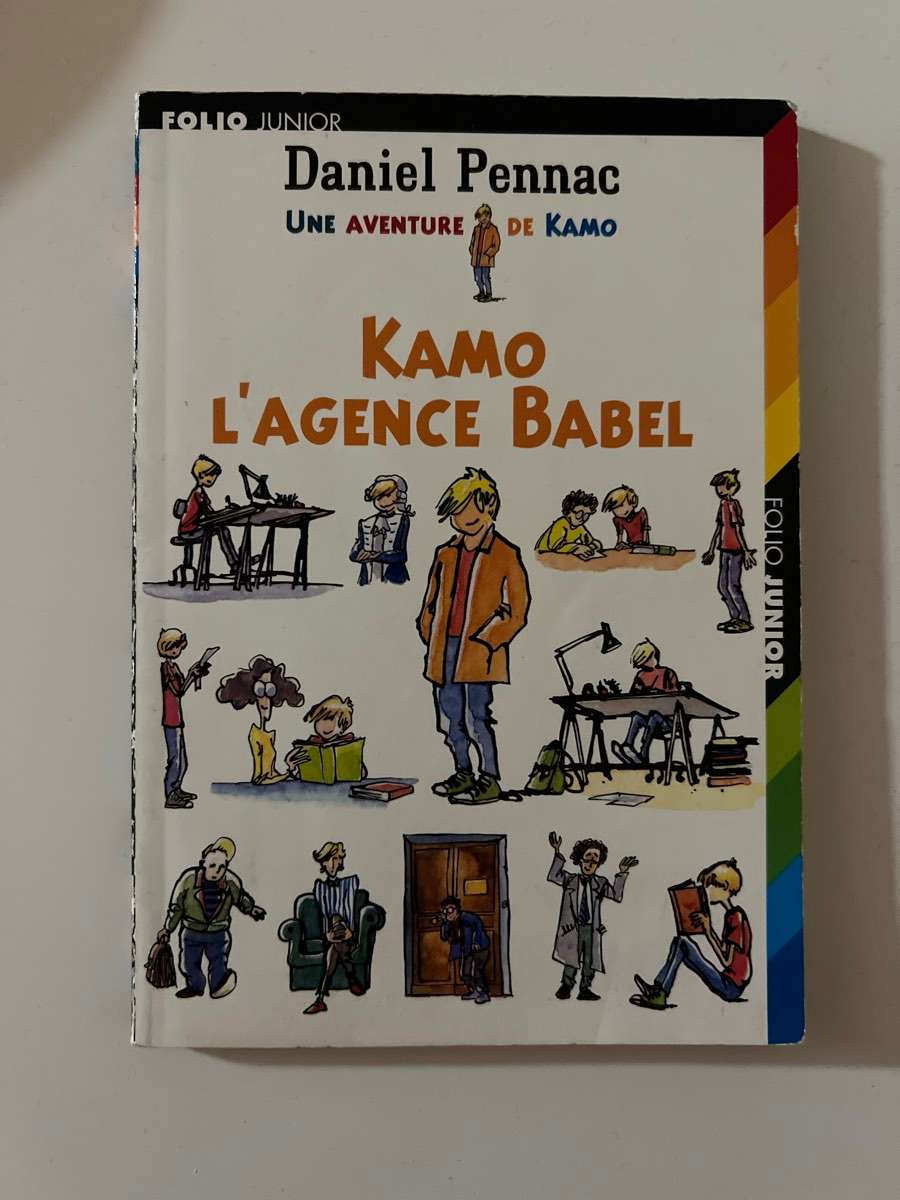 FOLIO JUNIOR
Daniel Pennac
UNE AVENTURE DE KAMO
KAMO
L'AGENCE BABEL
FOLIO JUNIOR